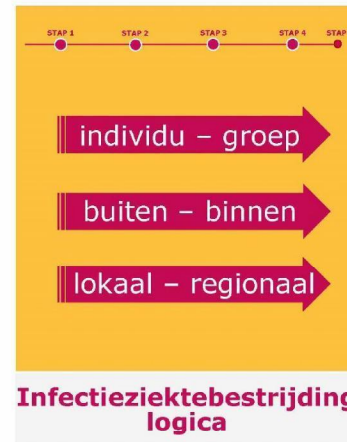 STAP 1 STAP 2 STAP 3 STAP 4 STAP
individu – groep
buiten – binnen
lokaal – regionaal
Infectieziektebestrijding
logica